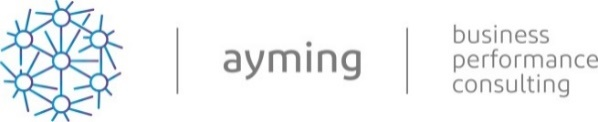 ayming
business
performance
consulting